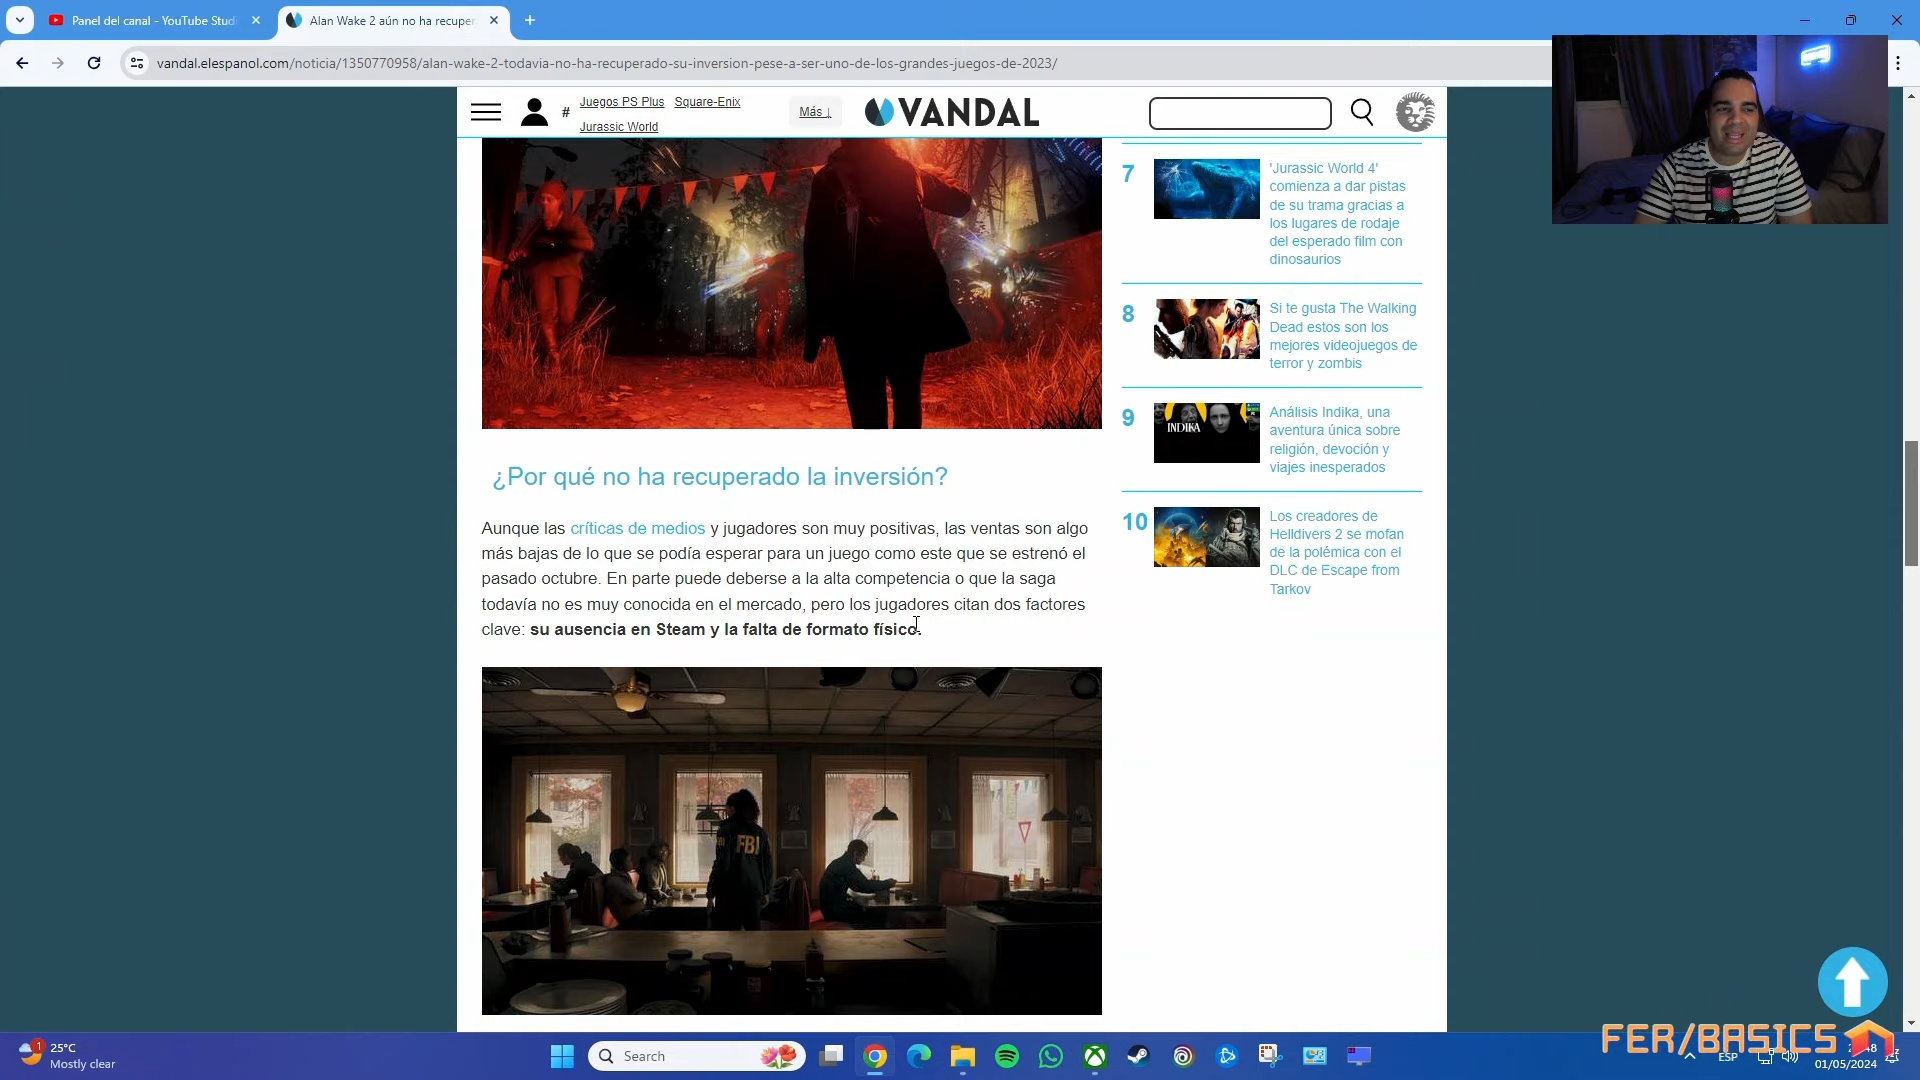 Panel del canal - YouTube Stud
Alan Wake 2 aún no ha recuper
vandal.elespanol.com/noticia/1350770958/alan-wake-2-todavia-no-ha-recuperado-su-inversion-pese-a-ser-uno-de-los-grandes-juegos-de-2023/
# Juegos PS Plus Square-Enix
Jurassic World
Más ↓
VANDAL
¿Por qué no ha recuperado la inversión?
Aunque las críticas de medios y jugadores son muy positivas, las ventas son algo
más bajas de lo que se podía esperar para un juego como este que se estrenó el
pasado octubre. En parte puede deberse a la alta competencia o que la saga
todavía no es muy conocida en el mercado, pero los jugadores citan dos factores
clave: su ausencia en Steam y la falta de formato físico.
FBI
7
'Jurassic World 4'
comienza a dar pistas
de su trama gracias a
los lugares de rodaje
del esperado film con
dinosaurios
8
Si te gusta The Walking
Dead estos son los
mejores videojuegos de
terror y zombis
9
INDIKA
Análisis Indika, una
aventura única sobre
religión, devoción y
viajes inesperados
10
Los creadores de
Helldivers 2 se mofan
de la polémica con el
DLC de Escape from
Tarkov
FER/BASICS
1
25°C
Mostly clear
Search
ESP
48
01/05/2024